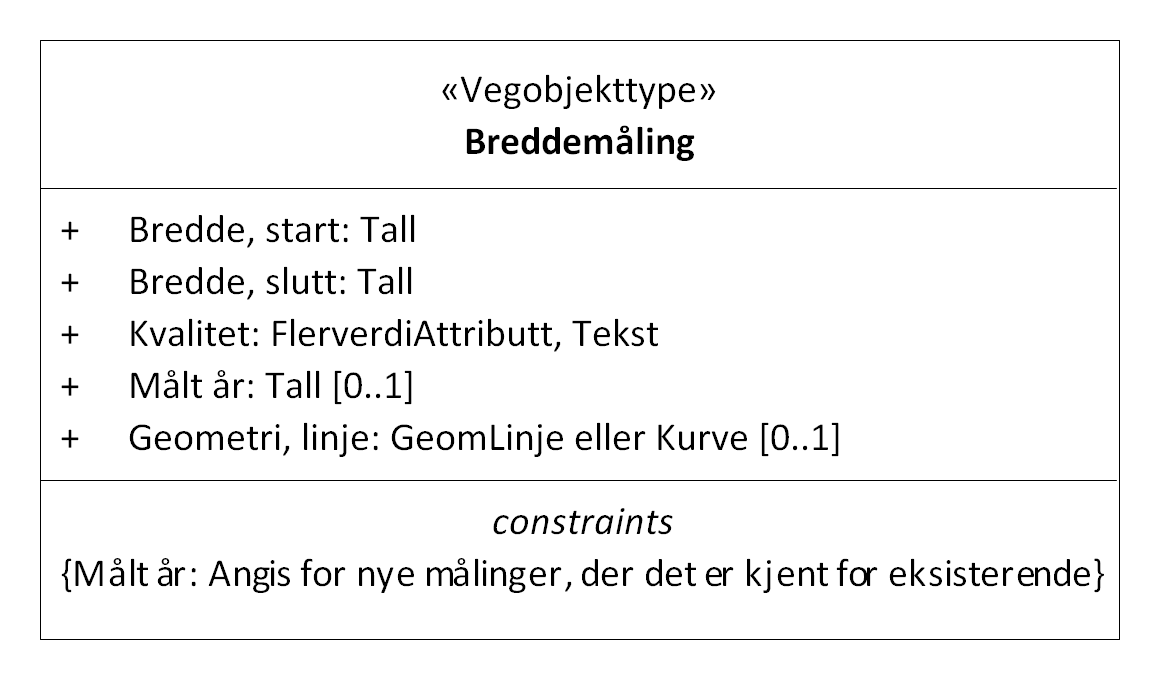 «Vegobjekttype»
Breddemåling
+ Bredde, start: Tall
+ Bredde, slutt: Tall
+ Kvalitet: FlerverdiAttributt, Tekst
+ Målt år: Tall [0..1]
+ Geometri, linje: GeomLinje eller Kurve [0..1]
constraints
{Målt år: Angis for nye målinger, der det er kjent for eksisterende}